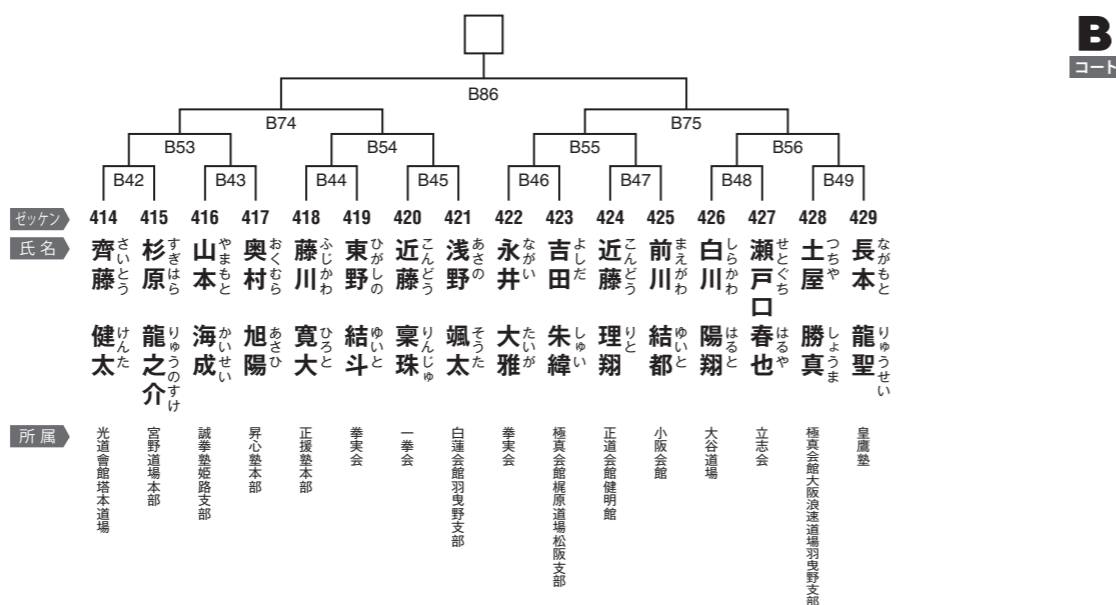 B
コート
B86
B74 B75
B53 B54 B55 B56
B42 B43 B44 B45 B46 B47 B48 B49
ゼッケン 414 415 416 417 418 419 420 421 422 423 424 425 426 427 428 429
氏名
齊藤 健太 さいとう けんた
杉原 龍之介 すぎはら りゅうのすけ
山本 海成 やまもと かいせい
奥村 旭陽 おくむら あさひ
藤川 寛大 ふじかわ ひろと
東野 結斗 ひがしの ゆいと
近藤 稟珠 こんどう りんじゅ
浅野 颯太 あさの そうた
永井 大雅 ながい たいが
吉田 朱緯 よしだ しゅい
近藤 理翔 こんどう りと
前川 結都 まえがわ ゆいと
白川 陽翔 しらかわ はると
瀬戸口 春也 せとぐち はるや
土屋 勝真 つちや しょうま
長本 龍聖 ながもと りゅうせい
所属
光道會館塔本道場
宮野道場本部
誠拳塾姫路支部
昇心塾本部
正援塾本部
拳実会
一拳会
白蓮会館羽曳野支部
拳実会
極真会館梶原道場松阪支部
正道会館健明館
小阪会館
大谷道場
立志会
極真会館大阪浪速道場羽曳野支部
皇鷹塾